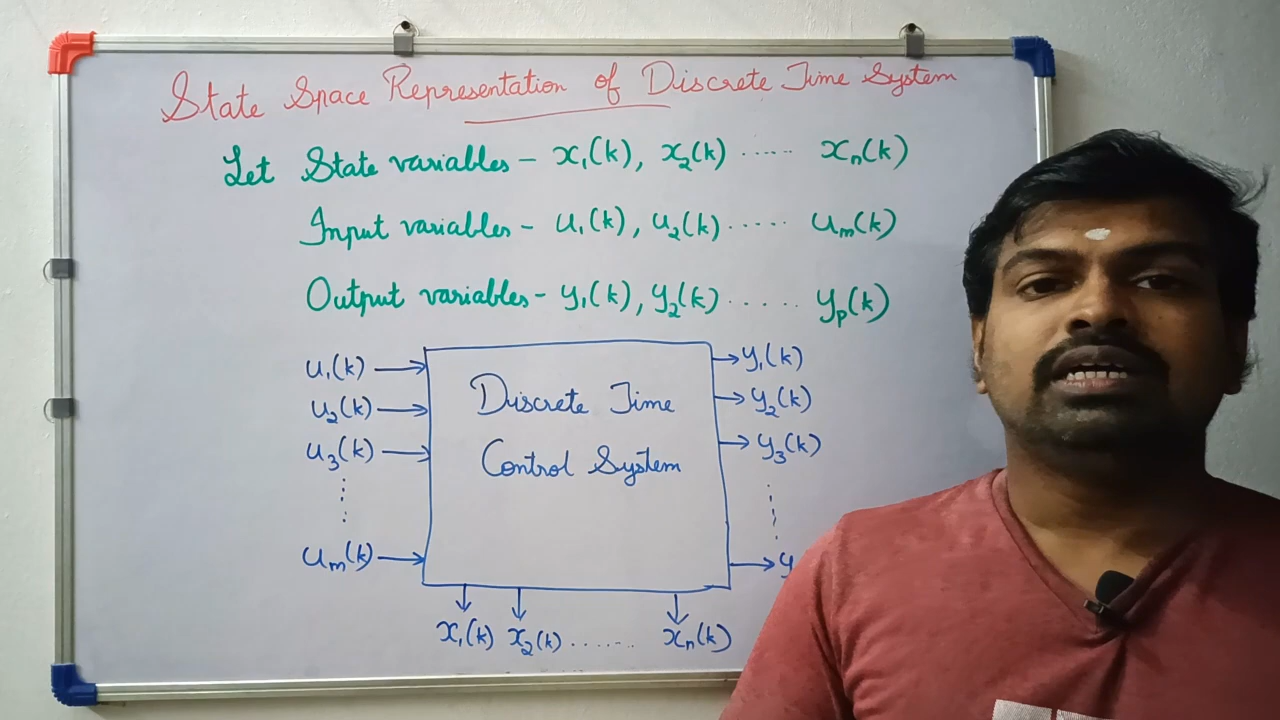 State Space Representation of Discrete Time System
Let State variables - x₁(k), x₂(k) ..... xₙ(k)
Input variables - u₁(k), u₂(k) ..... uₘ(k)
Output variables - y₁(k), y₂(k) ...... yₚ(k)
u₁(k)
u₂(k)
u₃(k)
uₘ(k)
Discrete Time
Control System
y₁(k)
y₂(k)
y₃(k)
y
x₁(k) x₂(k) ....... xₙ(k)